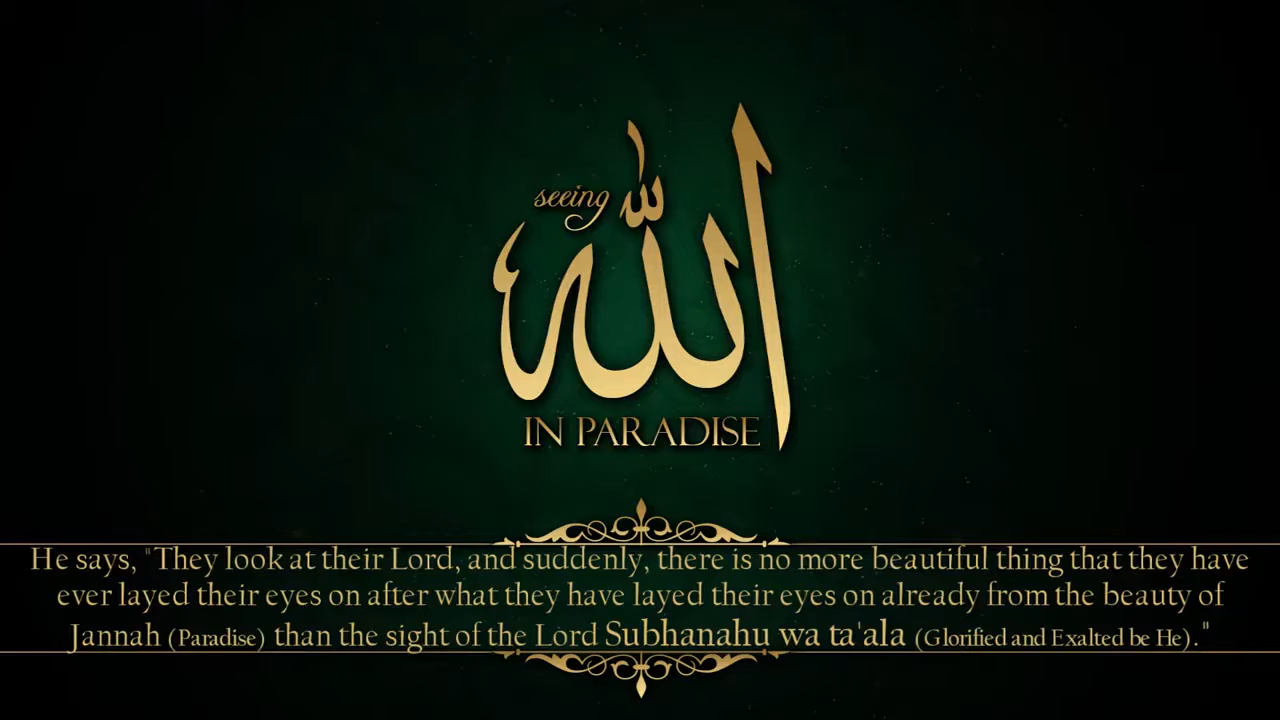 seeing
الله
IN PARADISE
He says, "They look at their Lord, and suddenly, there is no more beautiful thing that they have
ever layed their eyes on after what they have layed their eyes on already from the beauty of
Jannah (Paradise) than the sight of the Lord Subhanahu wa ta'ala (Glorified and Exalted be He)."